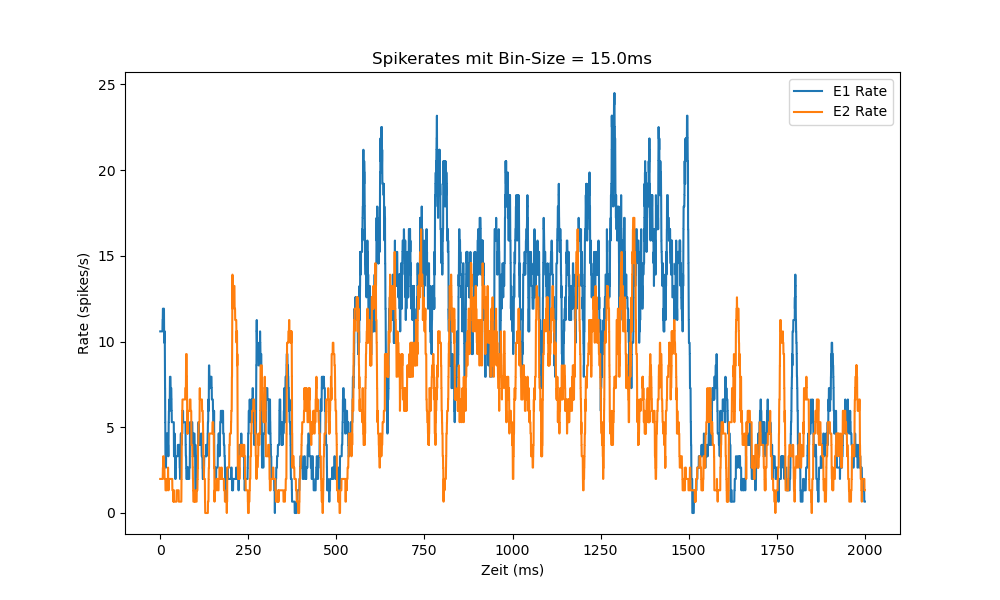 Spikerates mit Bin-Size = 15.0ms
E1 Rate
E2 Rate
25
20
15
10
5
0
Rate (spikes/s)
0 250 500 750 1000 1250 1500 1750 2000
Zeit (ms)